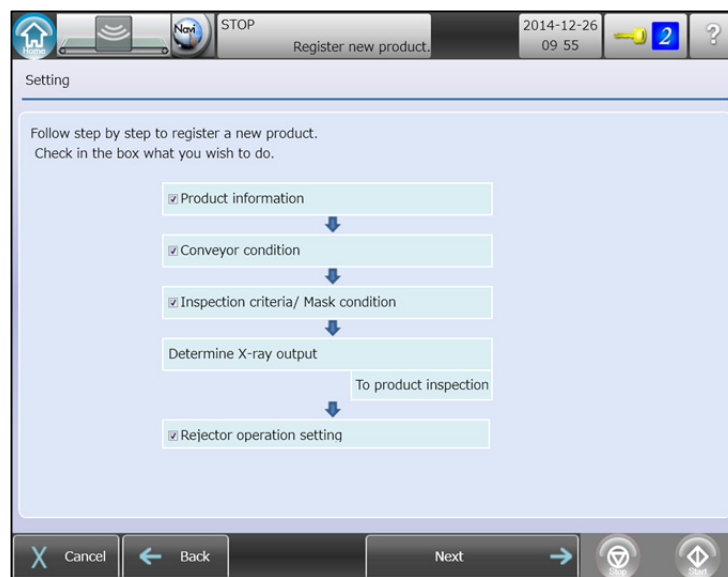 Home
Navi
STOP
Register new product.
2014-12-26
09 55
2
?
Setting
Follow step by step to register a new product.
Check in the box what you wish to do.
Product information
Conveyor condition
Inspection criteria/ Mask condition
Determine X-ray output
To product inspection
Rejector operation setting
X Cancel
Back
Next
Stop
Start